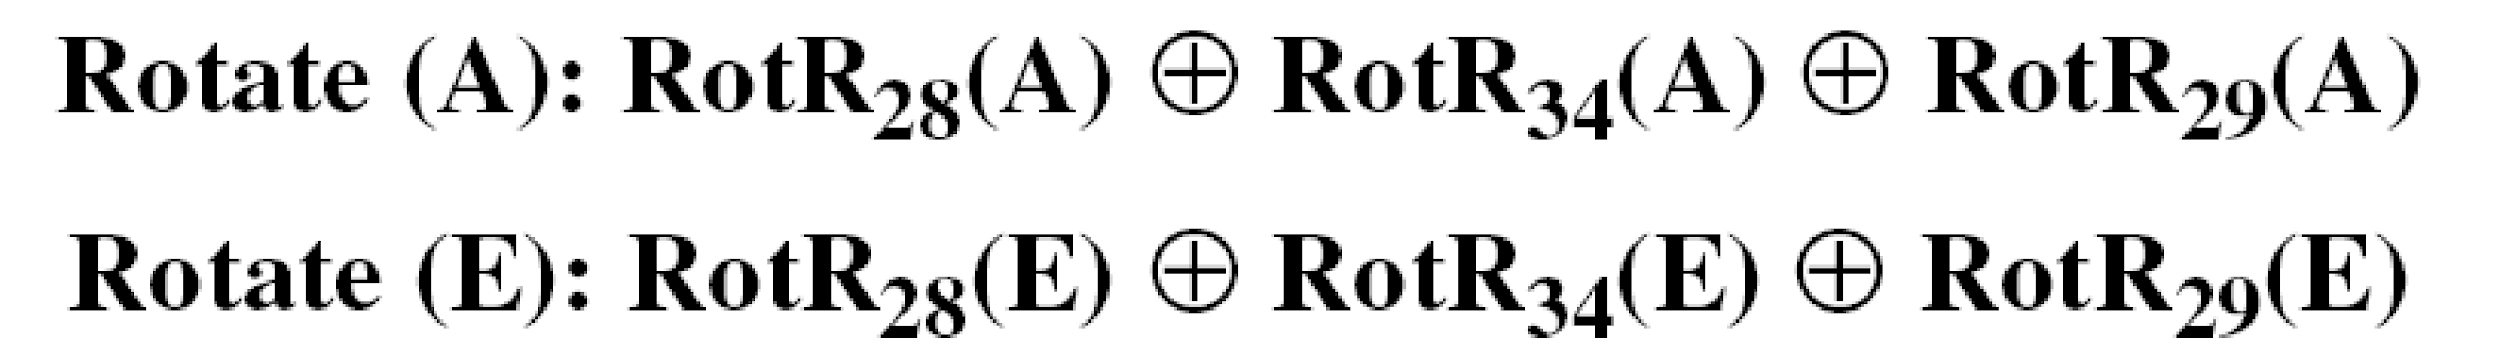 Rotate (A): RotR₂₈(A) ⊕ RotR₃₄(A) ⊕ RotR₂₉(A)
Rotate (E): RotR₂₈(E) ⊕ RotR₃₄(E) ⊕ RotR₂₉(E)